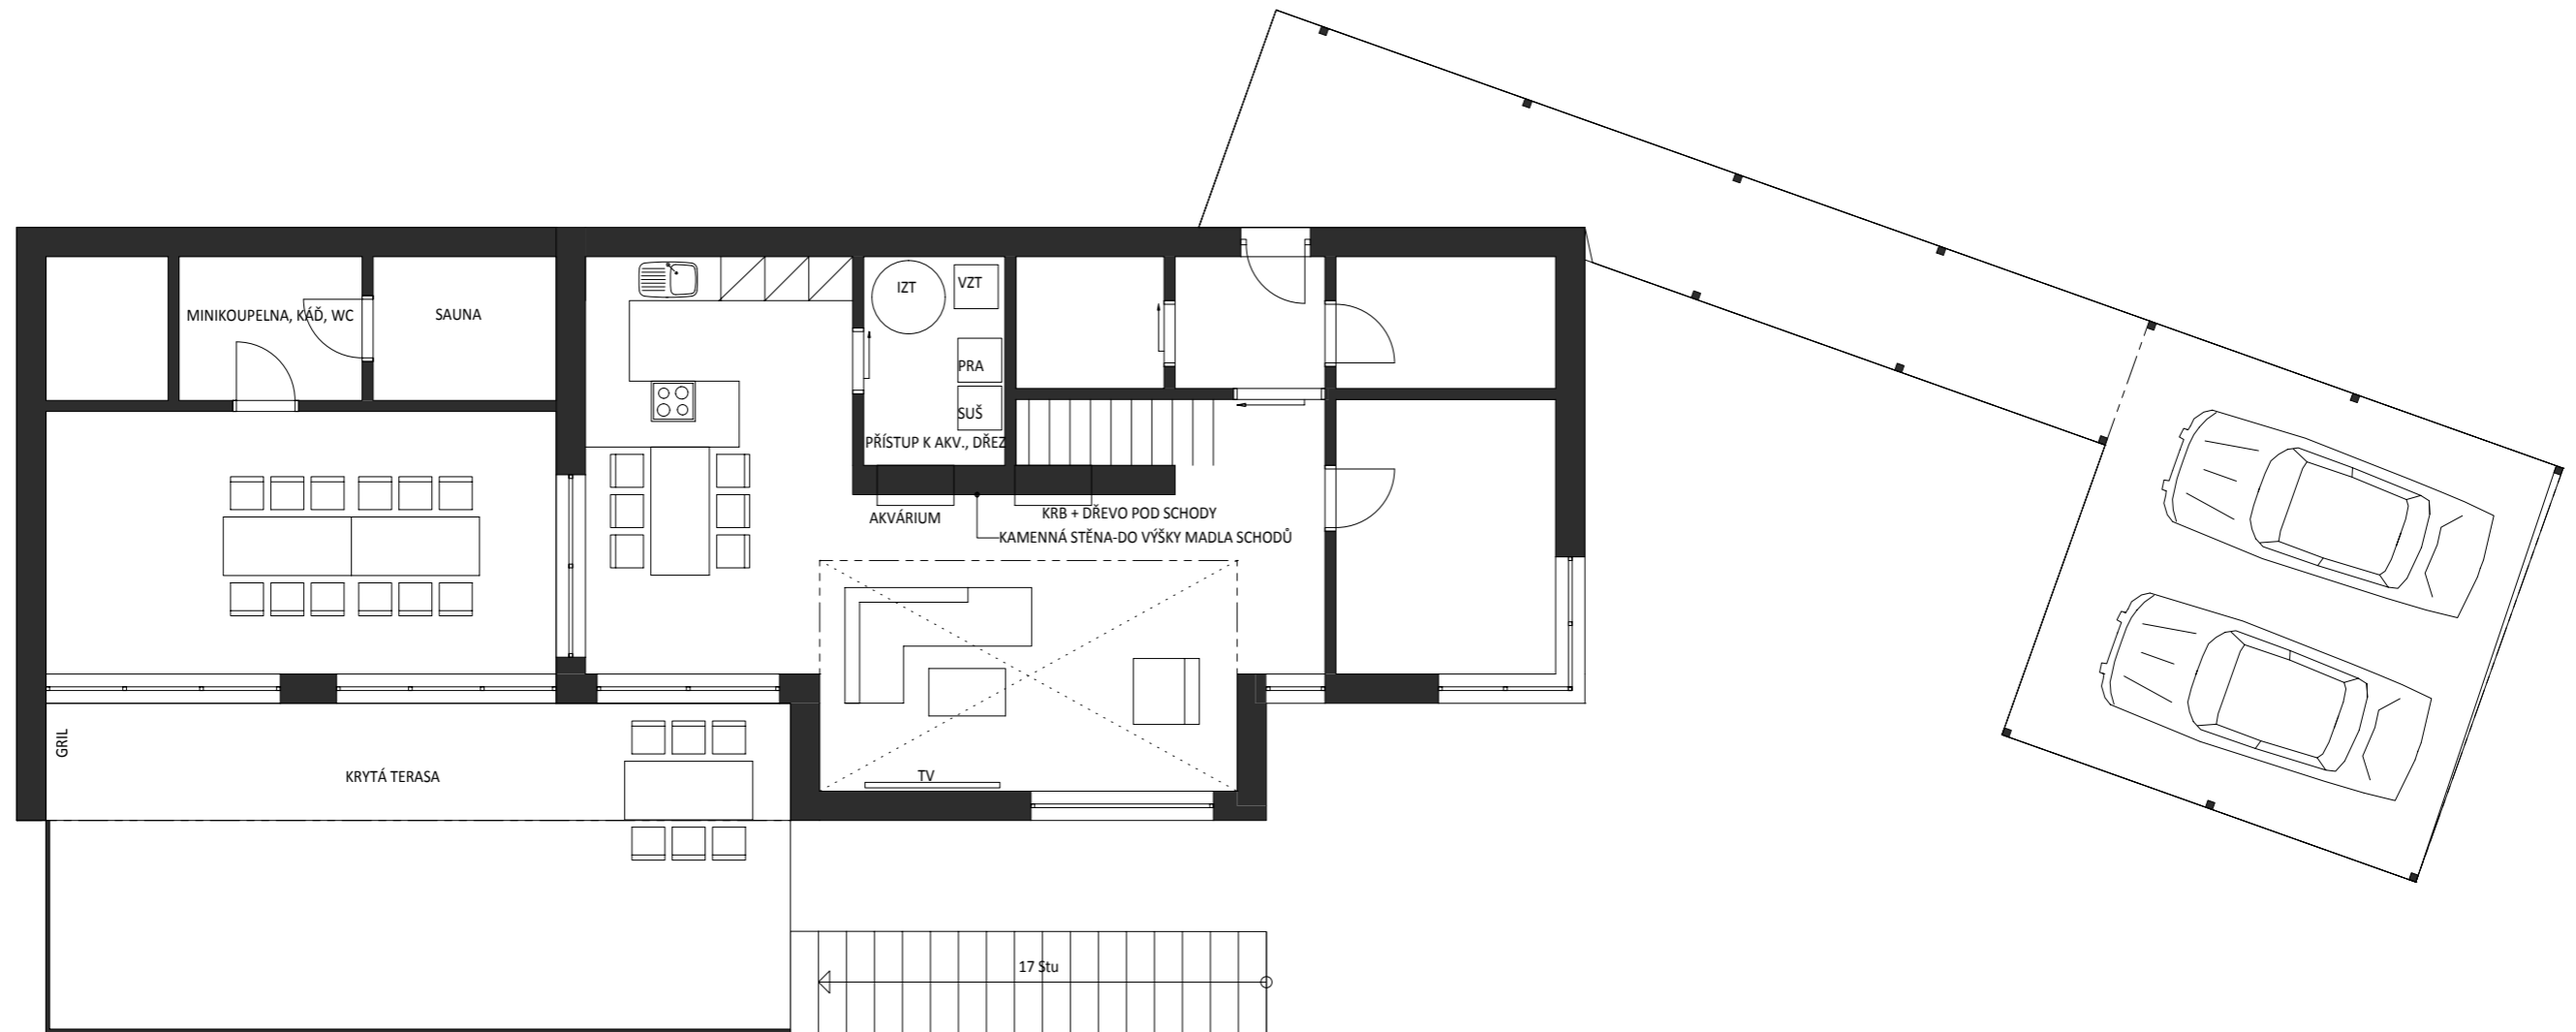 IZT
VZT
MINIKOUPELNA, KÁĎ, WC
SAUNA
PRA
SUŠ
PŘÍSTUP K AKV., DŘEZ
AKVÁRIUM
KRB + DŘEVO POD SCHODY
KAMENNÁ STĚNA-DO VÝŠKY MADLA SCHODŮ
GRIL
KRYTÁ TERASA
TV
17 Stu